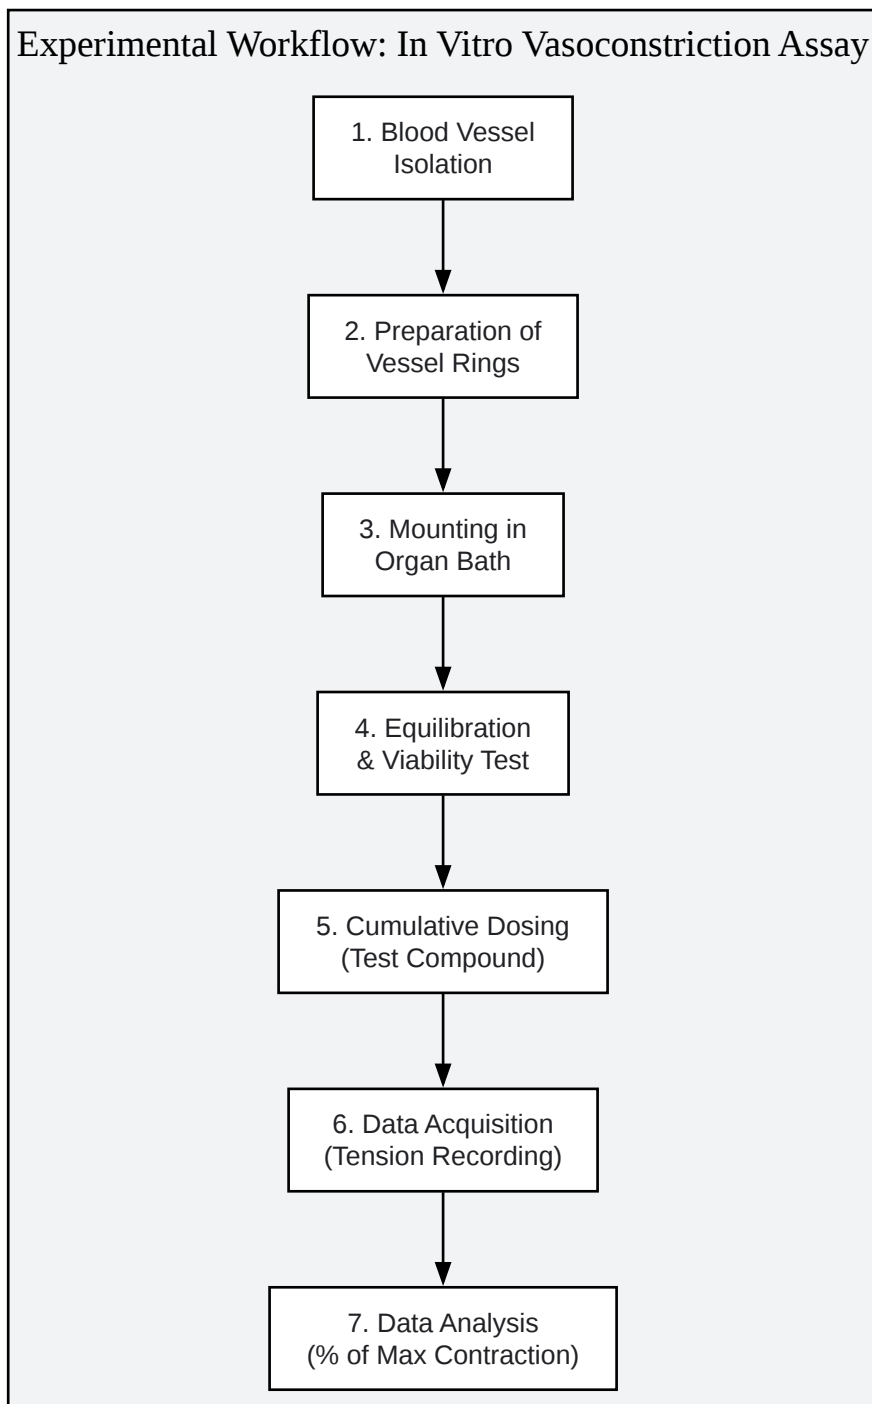 Experimental Workflow: In Vitro Vasoconstriction Assay
1. Blood Vessel
Isolation
2. Preparation of
Vessel Rings
3. Mounting in
Organ Bath
4. Equilibration
& Viability Test
5. Cumulative Dosing
(Test Compound)
6. Data Acquisition
(Tension Recording)
7. Data Analysis
(% of Max Contraction)